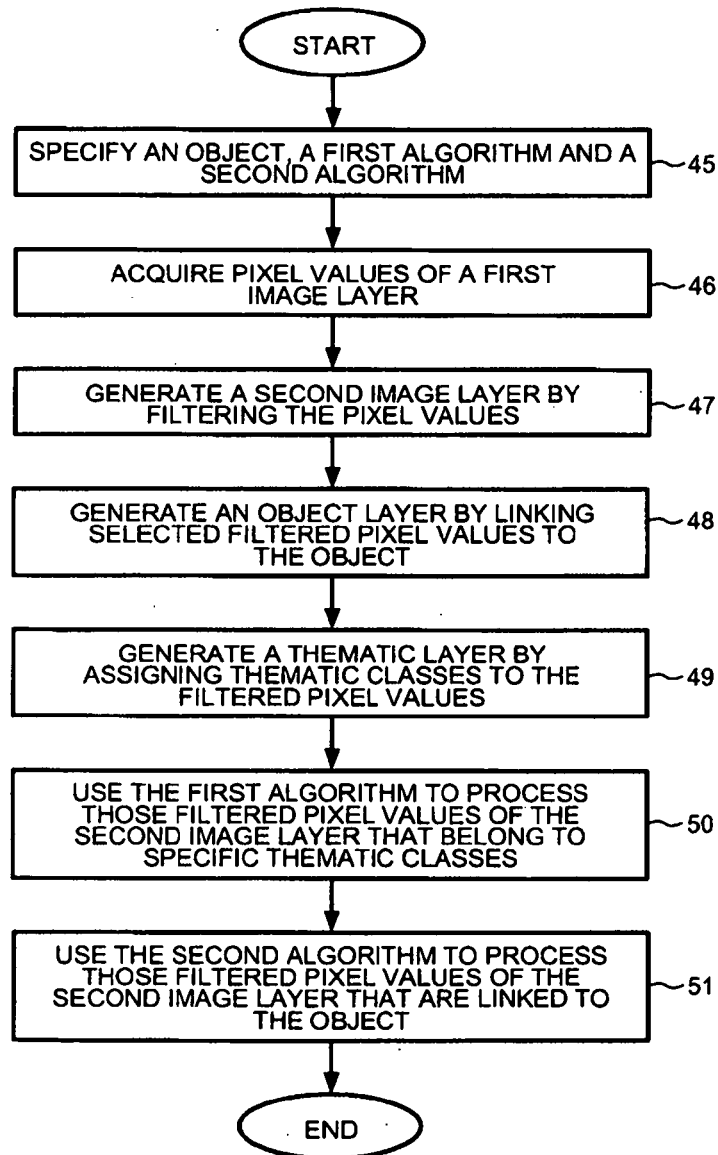 START
SPECIFY AN OBJECT, A FIRST ALGORITHM AND A
SECOND ALGORITHM
45
ACQUIRE PIXEL VALUES OF A FIRST
IMAGE LAYER
46
GENERATE A SECOND IMAGE LAYER BY
FILTERING THE PIXEL VALUES
47
GENERATE AN OBJECT LAYER BY LINKING
SELECTED FILTERED PIXEL VALUES TO
THE OBJECT
48
GENERATE A THEMATIC LAYER BY
ASSIGNING THEMATIC CLASSES TO THE
FILTERED PIXEL VALUES
49
USE THE FIRST ALGORITHM TO PROCESS
THOSE FILTERED PIXEL VALUES OF THE
SECOND IMAGE LAYER THAT BELONG TO
SPECIFIC THEMATIC CLASSES
50
USE THE SECOND ALGORITHM TO PROCESS
THOSE FILTERED PIXEL VALUES OF THE
SECOND IMAGE LAYER THAT ARE LINKED TO
THE OBJECT
51
END